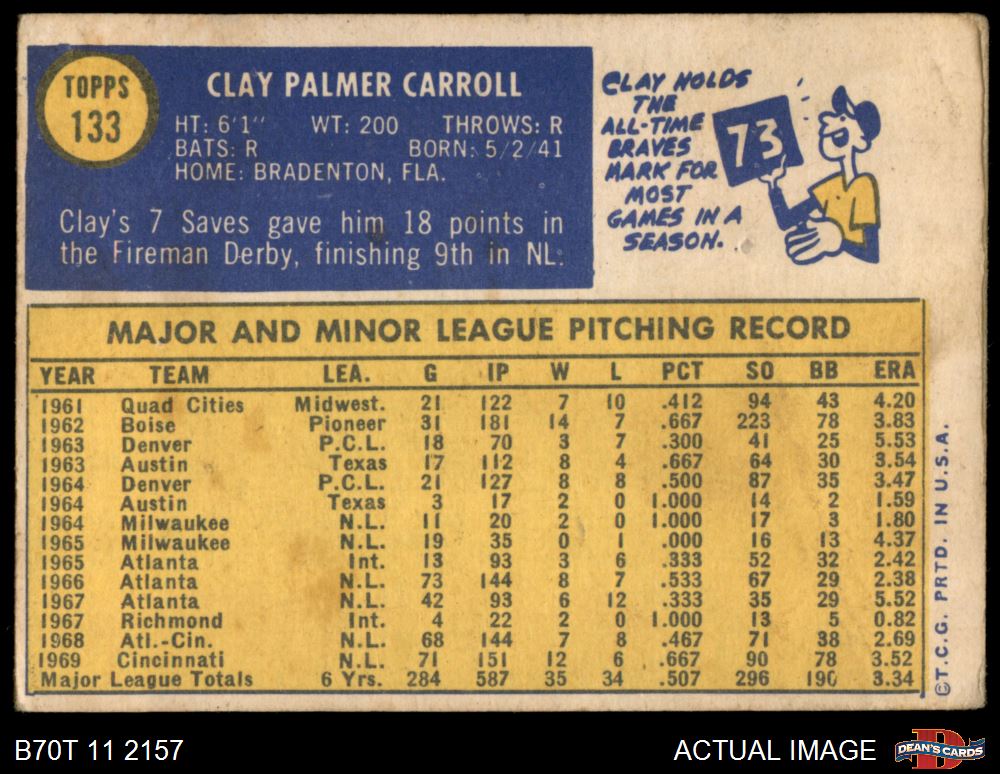 TOPPS
133
CLAY PALMER CARROLL
HT: 6'1" WT: 200 THROWS: R
BATS: R BORN: 5/2/41
HOME: BRADENTON, FLA.
Clay's 7 Saves gave him 18 points in
the Fireman Derby, finishing 9th in NL.
CLAY HOLDS
THE
ALL-TIME
BRAVES
MARK FOR
MOST
GAMES IN A
SEASON.
73
MAJOR AND MINOR LEAGUE PITCHING RECORD
YEAR TEAM LEA. G IP W L PCT SO BB ERA
1961 Quad Cities Midwest. 21 122 7 10 .412 94 43 4.20
1962 Boise Pioneer 31 181 14 7 .667 223 78 3.83
1963 Denver P.C.L. 18 70 3 7 .300 41 25 5.53
1963 Austin Texas 17 112 8 4 .667 64 30 3.54
1964 Denver P.C.L. 21 127 8 8 .500 87 35 3.47
1964 Austin Texas 3 17 2 0 1.000 14 2 1.59
1964 Milwaukee N.L. 11 20 2 0 1.000 17 3 1.80
1965 Milwaukee N.L. 19 35 0 1 .000 16 13 4.37
1965 Atlanta Int. 13 93 3 6 .333 52 32 2.42
1966 Atlanta N.L. 73 144 8 7 .533 67 29 2.38
1967 Atlanta N.L. 42 93 6 12 .333 35 29 5.52
1967 Richmond Int. 4 22 2 0 1.000 13 5 0.82
1968 Atl.-Cin. N.L. 68 144 7 8 .467 71 38 2.69
1969 Cincinnati N.L. 71 151 12 6 .667 90 78 3.52
Major League Totals 6 Yrs. 284 587 35 34 .507 296 190 3.34
©T.C.G. PRTD. IN U.S.A.
B70T 11 2157
ACTUAL IMAGE
DEAN'S CARDS